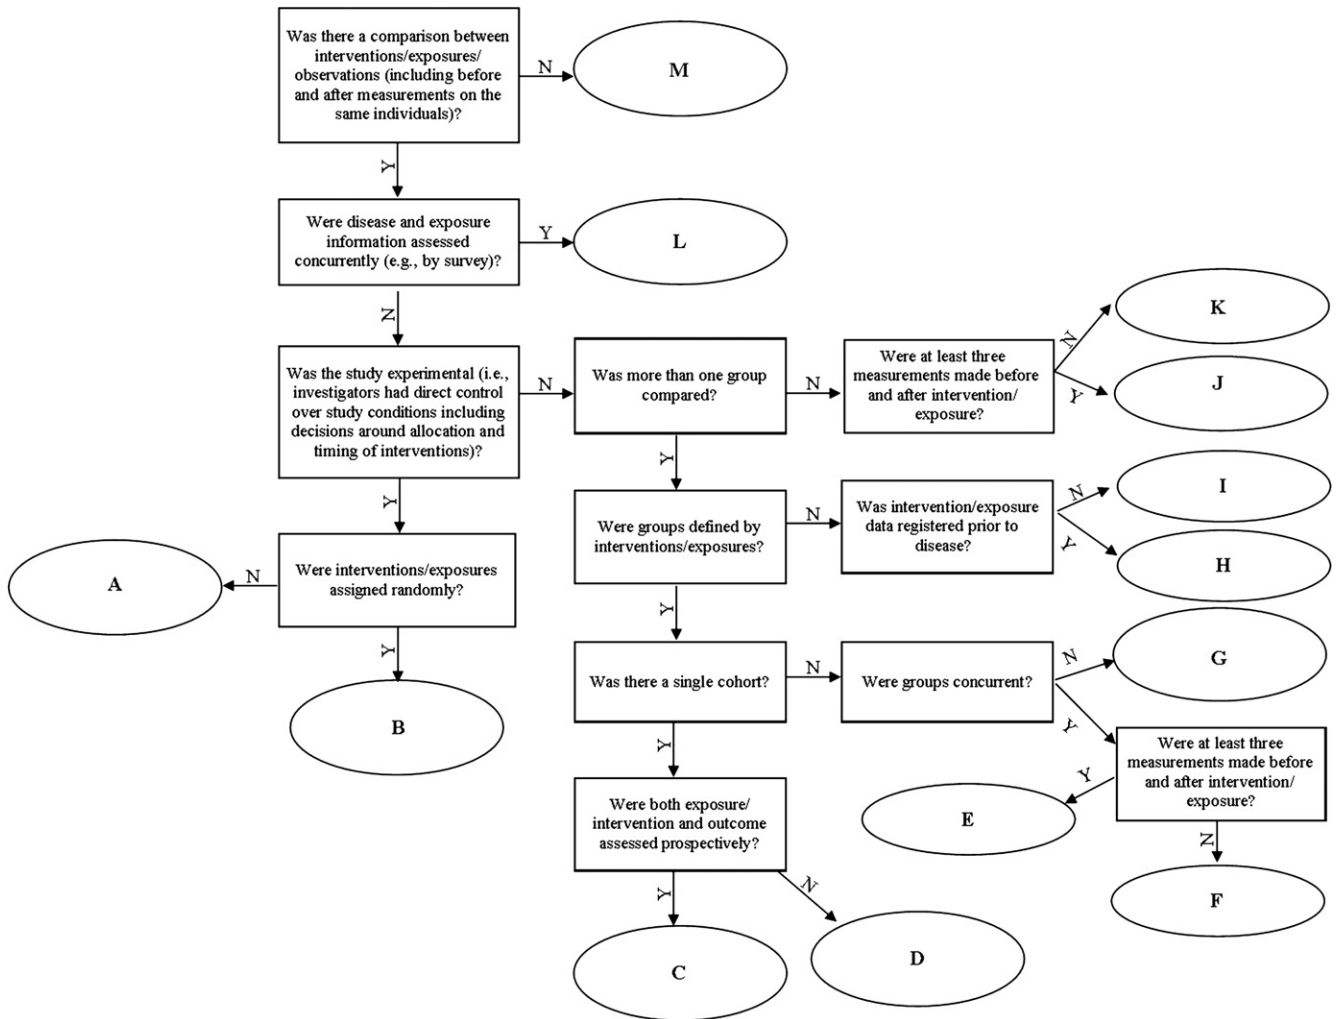 Was there a comparison between
interventions/exposures/
observations (including before
and after measurements on the
same individuals)?
N
M
Y
Were disease and exposure
information assessed
concurrently (e.g., by survey)?
Y
L
N
Was the study experimental (i.e.,
investigators had direct control
over study conditions including
decisions around allocation and
timing of interventions)?
N
Was more than one group
compared?
N
Were at least three
measurements made before
and after intervention/
exposure?
N
K
Y
J
Y
Were interventions/exposures
assigned randomly?
N
A
Y
B
Y
Were groups defined by
interventions/exposures?
N
Was intervention/exposure
data registered prior to
disease?
N
I
Y
H
Y
Was there a single cohort?
N
Were groups concurrent?
N
G
Y
Were at least three
measurements made before
and after intervention/
exposure?
Y
E
N
F
Y
Were both exposure/
intervention and outcome
assessed prospectively?
Y
C
N
D